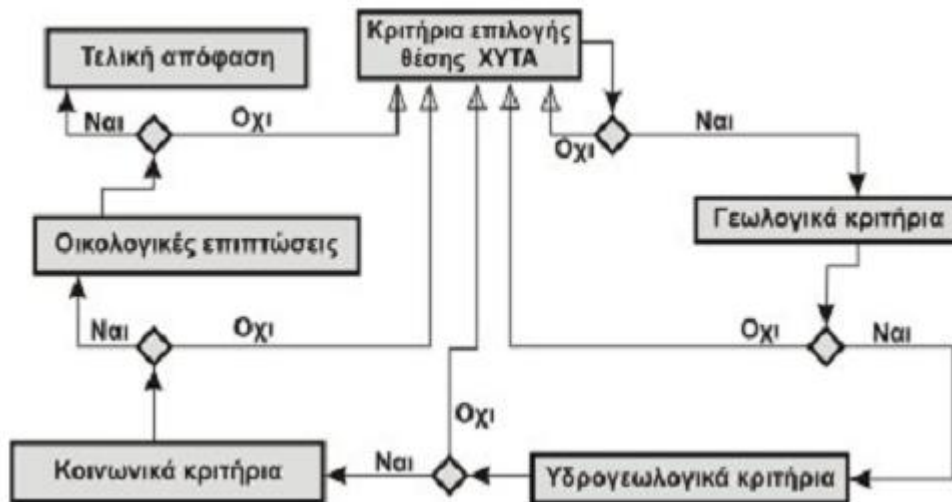 Τελική απόφαση
Κριτήρια επιλογής
θέσης ΧΥΤΑ
Ναι
Οχι
Οχι
Ναι
Οικολογικές επιπτώσεις
Γεωλογικά κριτήρια
Ναι
Οχι
Οχι
Ναι
Οχι
Κοινωνικά κριτήρια
Ναι
Υδρογεωλογικά κριτήρια